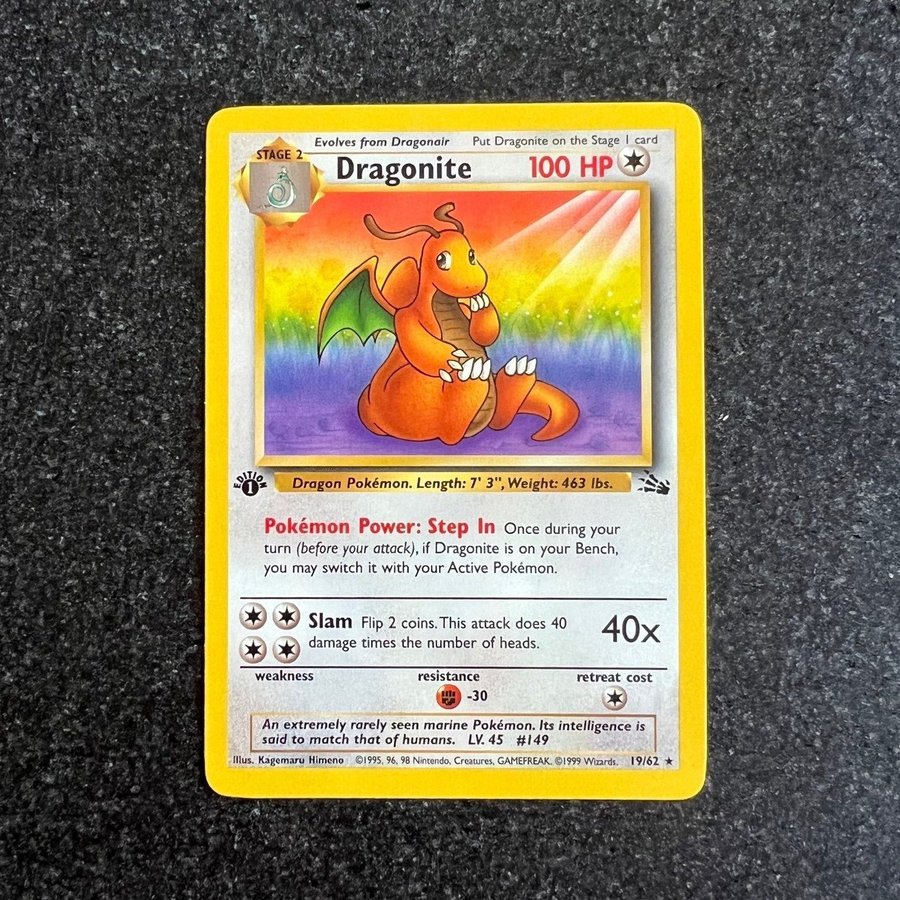 Evolves from Dragonair Put Dragonite on the Stage 1 card
STAGE 2
Dragonite 100 HP
EDITION
1
Dragon Pokémon. Length: 7' 3", Weight: 463 lbs.
Pokémon Power: Step In Once during your
turn (before your attack), if Dragonite is on your Bench,
you may switch it with your Active Pokémon.
Slam Flip 2 coins. This attack does 40
damage times the number of heads.
40x
weakness resistance retreat cost
-30
An extremely rarely seen marine Pokémon. Its intelligence is
said to match that of humans. LV. 45 #149
Illus. Kagemaru Himeno ©1995, 96, 98 Nintendo, Creatures, GAMEFREAK. ©1999 Wizards. 19/62 ★